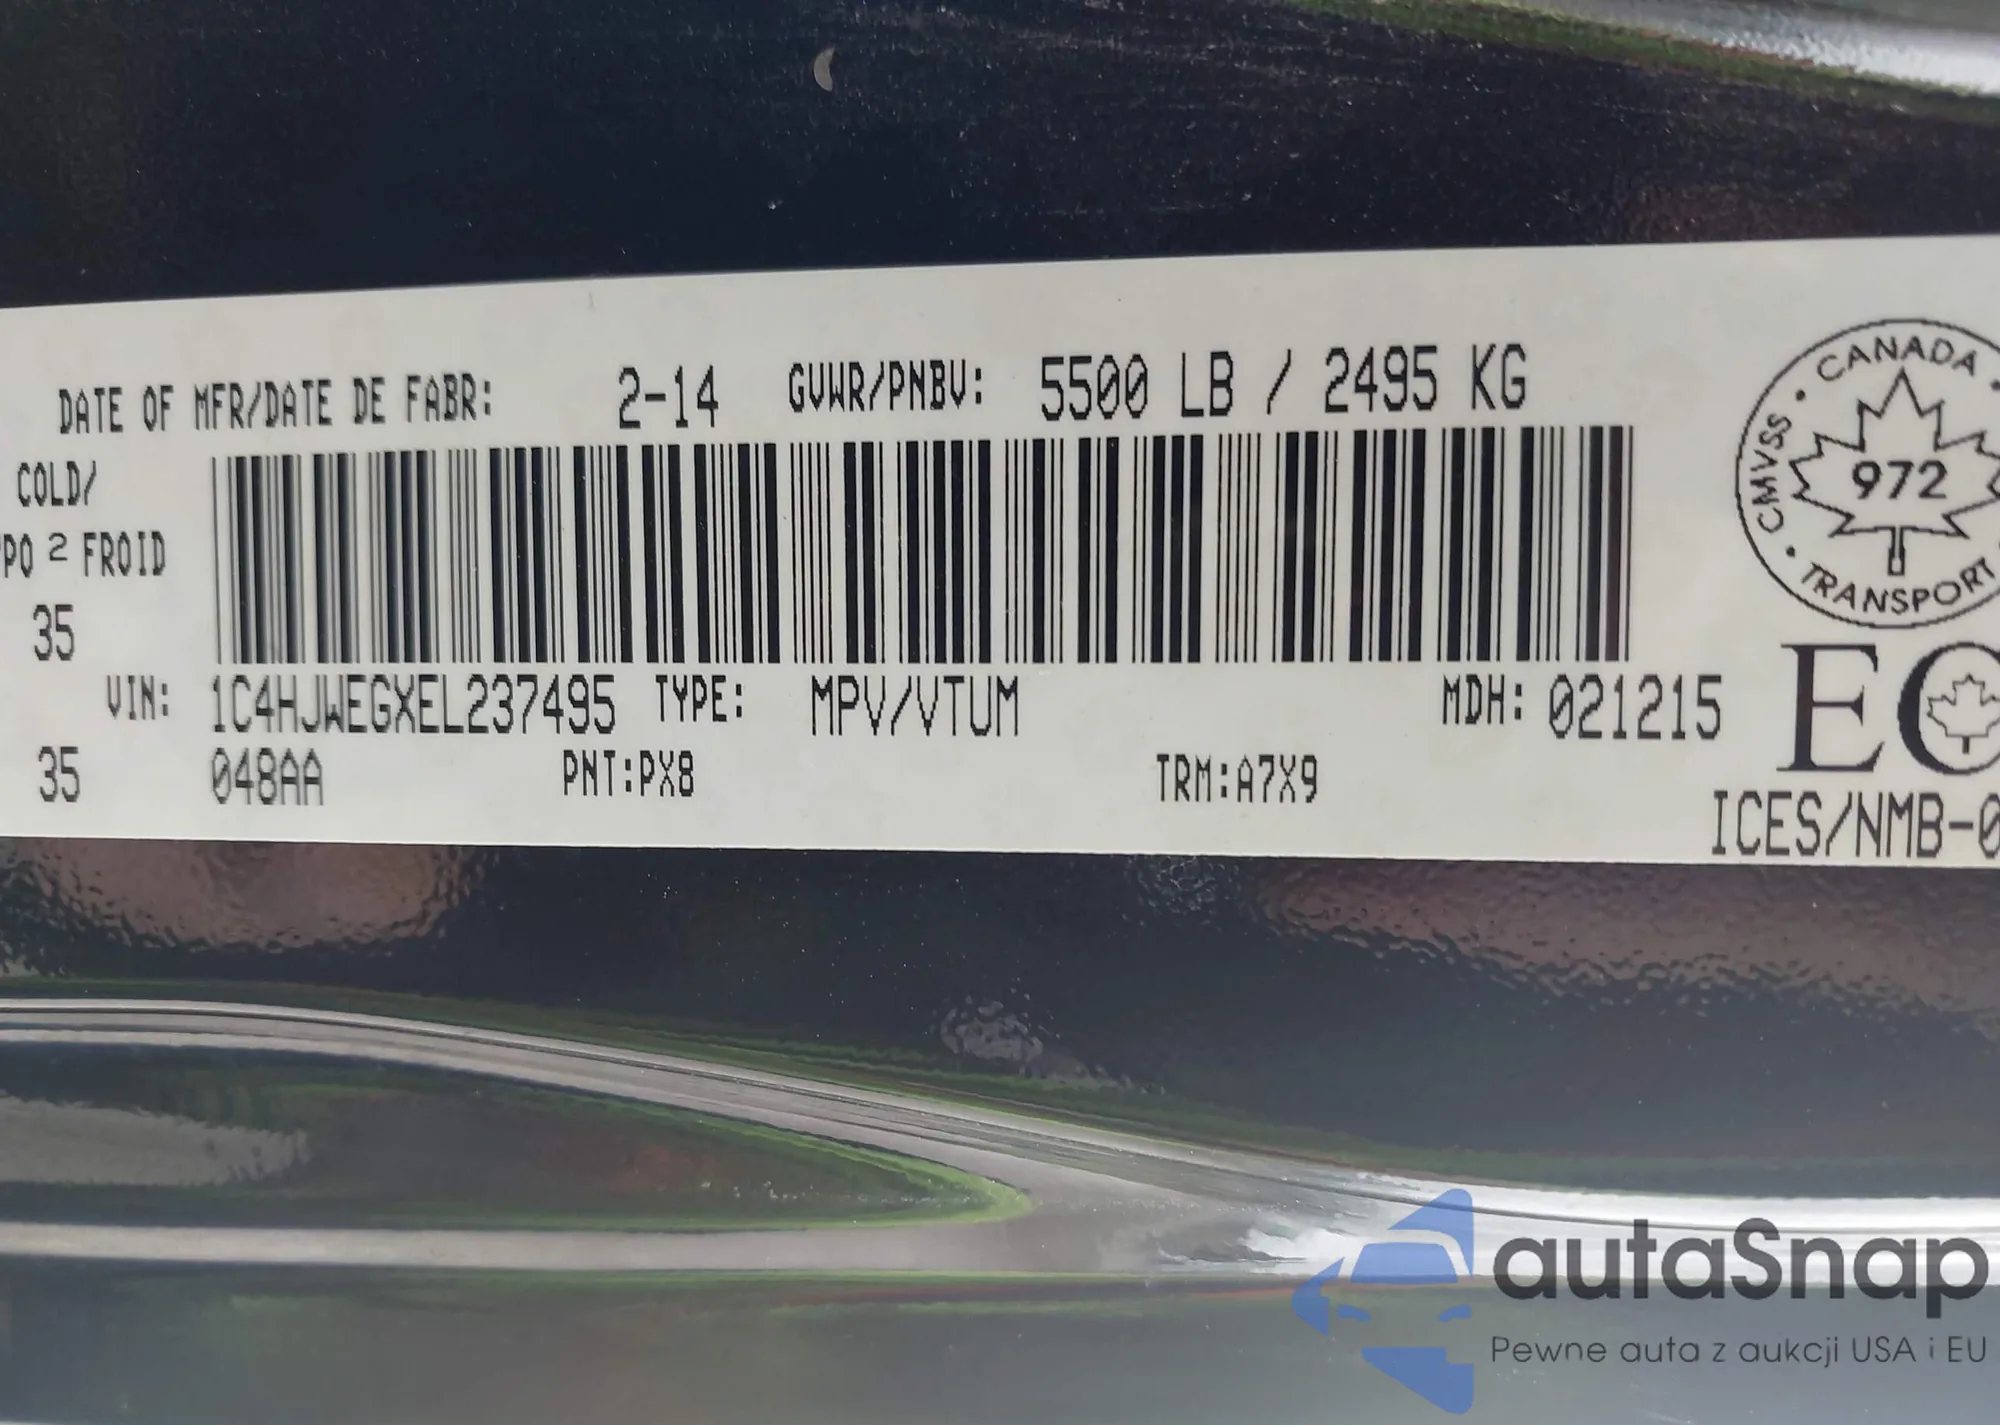 DATE OF MFR/DATE DE FABR: 2-14 GVWR/PNBV: 5500 LB / 2495 KG
COLD/
PO 2 FROID
35
VIN: 1C4HJWEGXEL237495 TYPE: MPV/VTUM MDH: 021215
35 048AA PNT:PX8 TRM:A7X9
CANADA · CMVSS · TRANSPORT
972
EC
ICES/NMB-0
autaSnap
Pewne auta z aukcji USA i EU